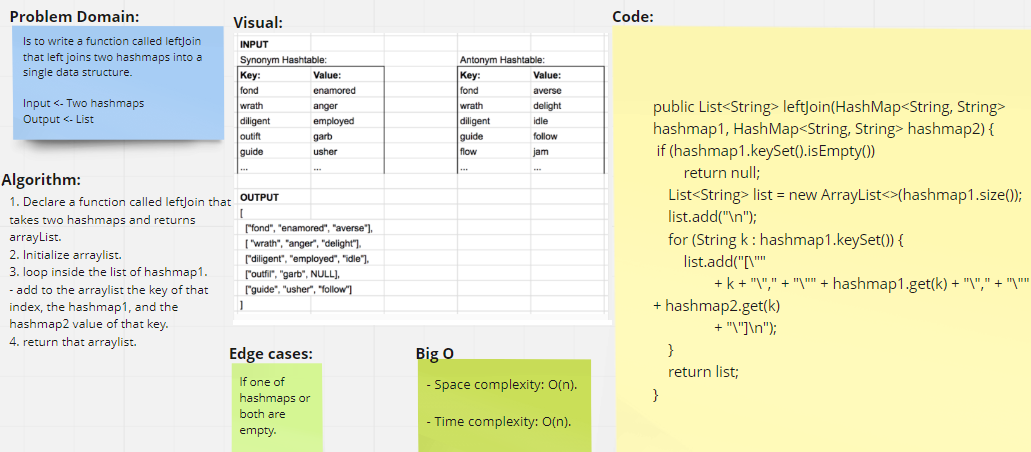 Problem Domain:
Is to write a function called leftJoin
that left joins two hashmaps into a
single data structure.
Input <- Two hashmaps
Output <- List
Algorithm:
1. Declare a function called leftJoin that
takes two hashmaps and returns
arrayList.
2. Initialize arraylist.
3. loop inside the list of hashmap1.
- add to the arraylist the key of that
index, the hashmap1, and the
hashmap2 value of that key.
4. return that arraylist.
Visual:
INPUT
Synonym Hashtable: Antonym Hashtable:
Key: Value: Key: Value:
fond enamored fond averse
wrath anger wrath delight
diligent employed diligent idle
outift garb guide follow
guide usher flow jam
... ... ... ...
OUTPUT
[
["fond", "enamored", "averse"],
[ "wrath", "anger", "delight"],
["diligent", "employed", "idle"],
["outfil", "garb", NULL],
["guide", "usher", "follow"]
]
Edge cases:
If one of
hashmaps or
both are
empty.
Big O
- Space complexity: O(n).
- Time complexity: O(n).
Code:
public List<String> leftJoin(HashMap<String, String>
hashmap1, HashMap<String, String> hashmap2) {
if (hashmap1.keySet().isEmpty())
return null;
List<String> list = new ArrayList<>(hashmap1.size());
list.add("\n");
for (String k : hashmap1.keySet()) {
list.add("[\""
+ k + "\"," + "\"" + hashmap1.get(k) + "\"," + "\""
+ hashmap2.get(k)
+ "\"]\n");
}
return list;
}